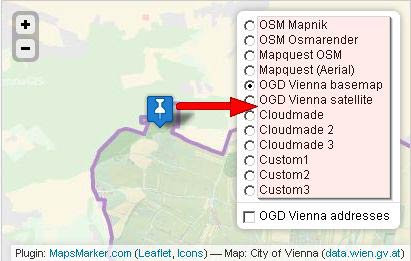 +
-
OSM Mapnik
OSM Osmarender
Mapquest OSM
Mapquest (Aerial)
OGD Vienna basemap
OGD Vienna satellite
Cloudmade
Cloudmade 2
Cloudmade 3
Custom1
Custom2
Custom3
OGD Vienna addresses
Plugin: MapsMarker.com (Leaflet, Icons) — Map: City of Vienna (data.wien.gv.at)